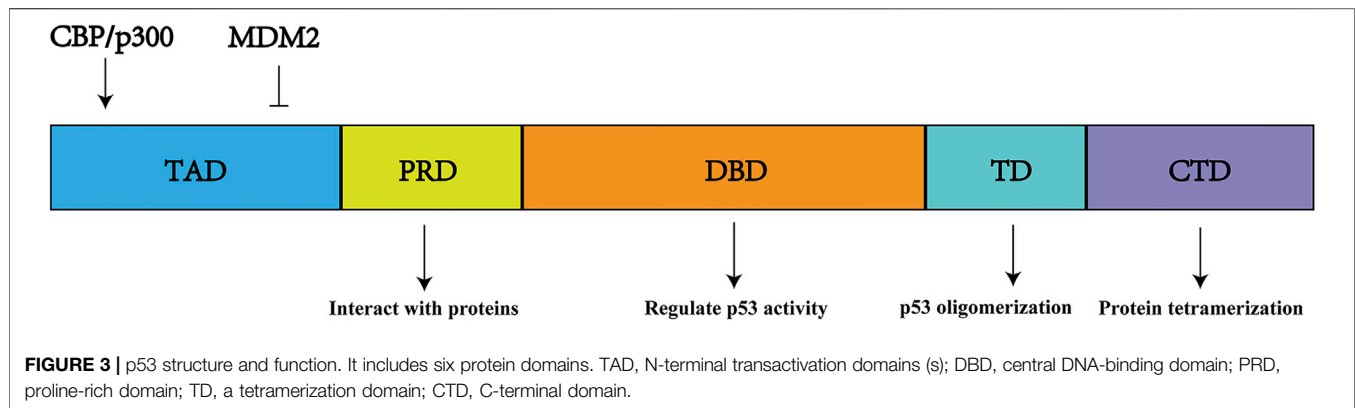 CBP/p300 MDM2
TAD PRD DBD TD CTD
Interact with proteins Regulate p53 activity p53 oligomerization Protein tetramerization
FIGURE 3 | p53 structure and function. It includes six protein domains. TAD, N-terminal transactivation domains (s); DBD, central DNA-binding domain; PRD,
proline-rich domain; TD, a tetramerization domain; CTD, C-terminal domain.